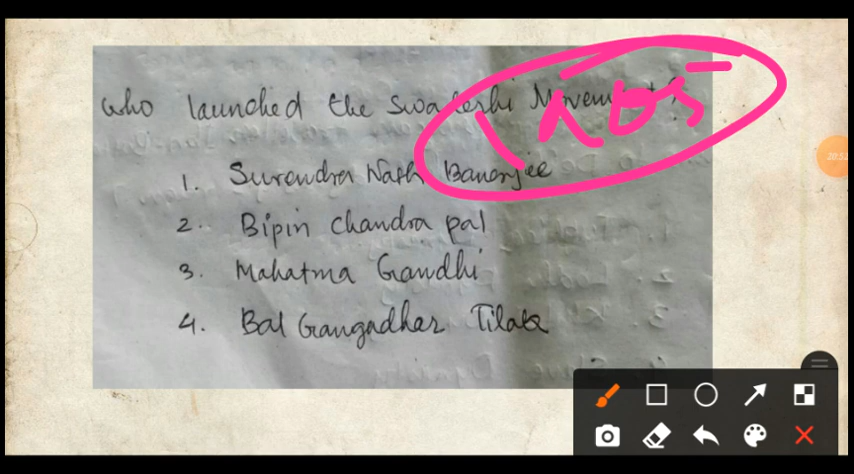 who launched the Swadeshi Movement?
1905
1. Surendra Nath Banerjee
2. Bipin Chandra pal
3. Mahatma Gandhi
4. Bal Gangadhar Tilak